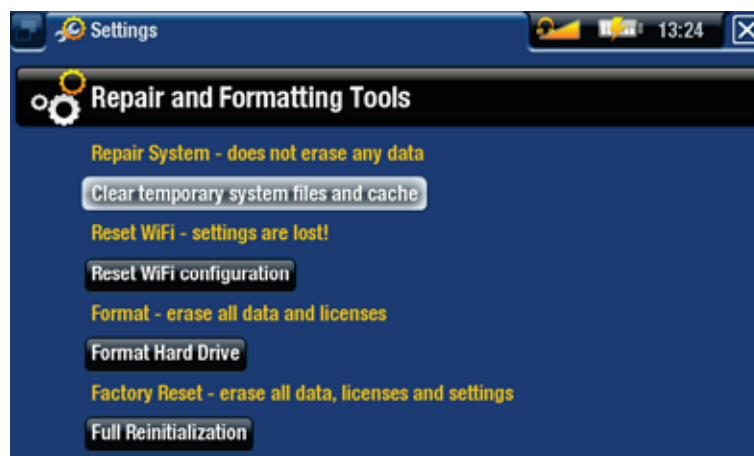 Settings
13:24
Repair and Formatting Tools
Repair System - does not erase any data
Clear temporary system files and cache
Reset WiFi - settings are lost!
Reset WiFi configuration
Format - erase all data and licenses
Format Hard Drive
Factory Reset - erase all data, licenses and settings
Full Reinitialization